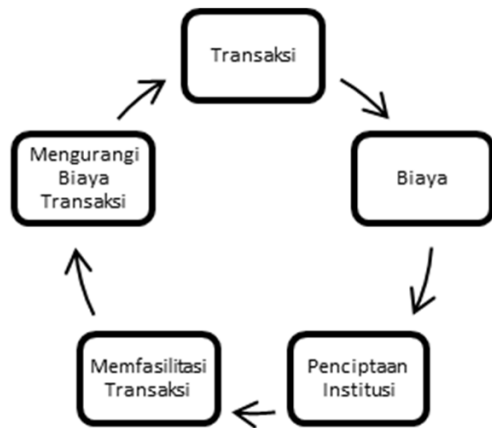 Transaksi
Biaya
Penciptaan
Institusi
Memfasilitasi
Transaksi
Mengurangi
Biaya
Transaksi